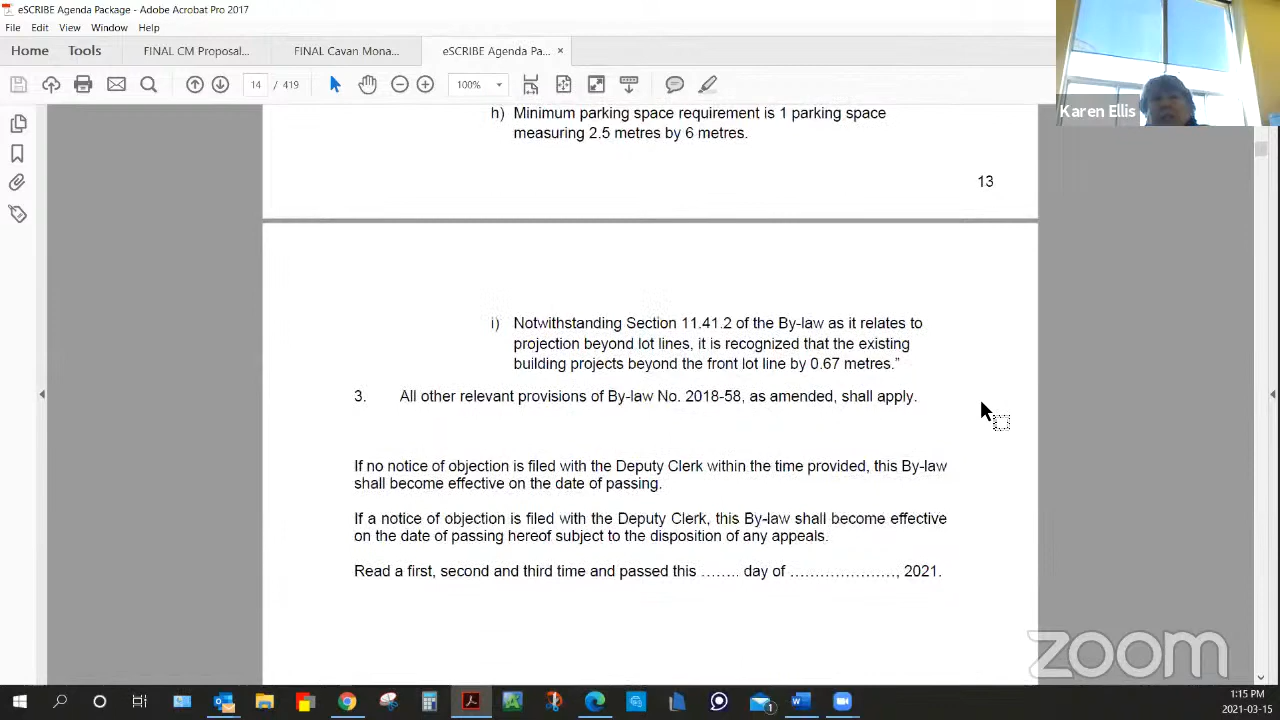 eSCRIBE Agenda Package - Adobe Acrobat Pro 2017
File Edit View Window Help
Home Tools FINAL CM Proposal... FINAL Cavan Mona... eSCRIBE Agenda Pa... ×
14 / 419 100%
Karen Ellis
h) Minimum parking space requirement is 1 parking space
measuring 2.5 metres by 6 metres.
13
i) Notwithstanding Section 11.41.2 of the By-law as it relates to
projection beyond lot lines, it is recognized that the existing
building projects beyond the front lot line by 0.67 metres.”
3. All other relevant provisions of By-law No. 2018-58, as amended, shall apply.
If no notice of objection is filed with the Deputy Clerk within the time provided, this By-law
shall become effective on the date of passing.
If a notice of objection is filed with the Deputy Clerk, this By-law shall become effective
on the date of passing hereof subject to the disposition of any appeals.
Read a first, second and third time and passed this ........ day of ....................., 2021.
zoom
1:15 PM
2021-03-15